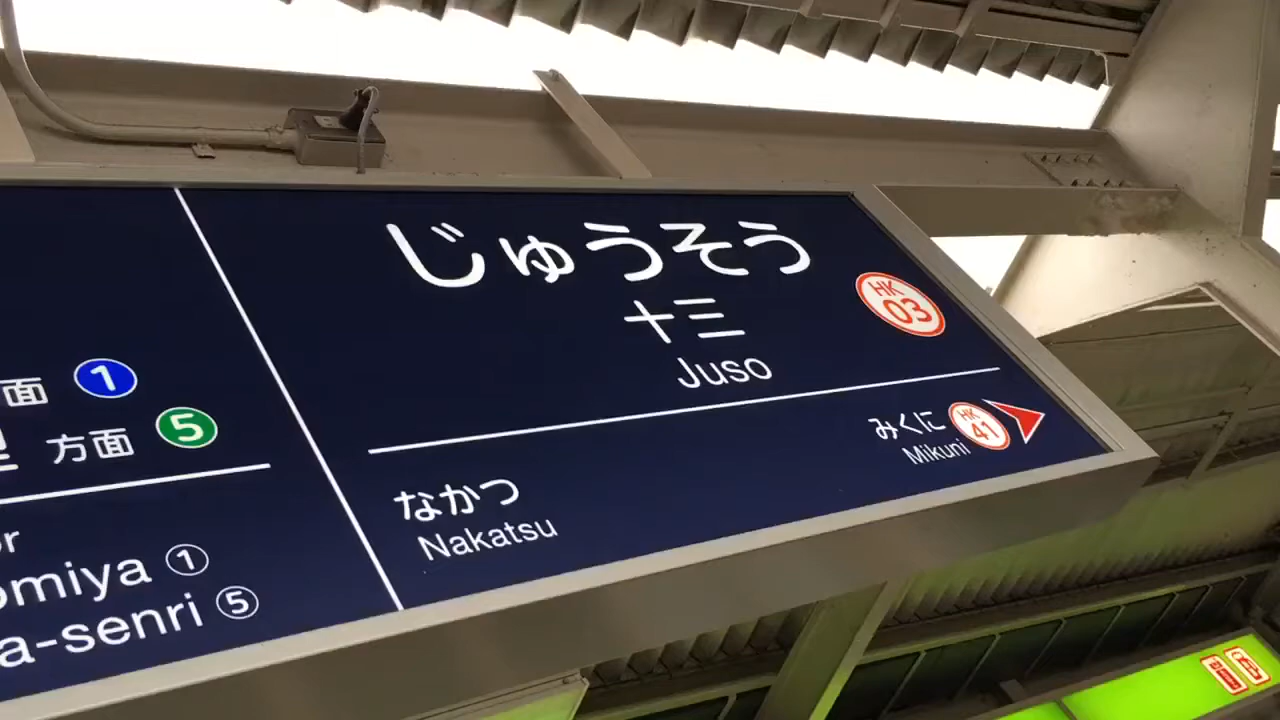 面 1
方面 5
or
omiya ①
a-senri ⑤
じゅうそう
十三
Juso
HK
03
なかつ
Nakatsu
みくに
Mikuni
HK
41